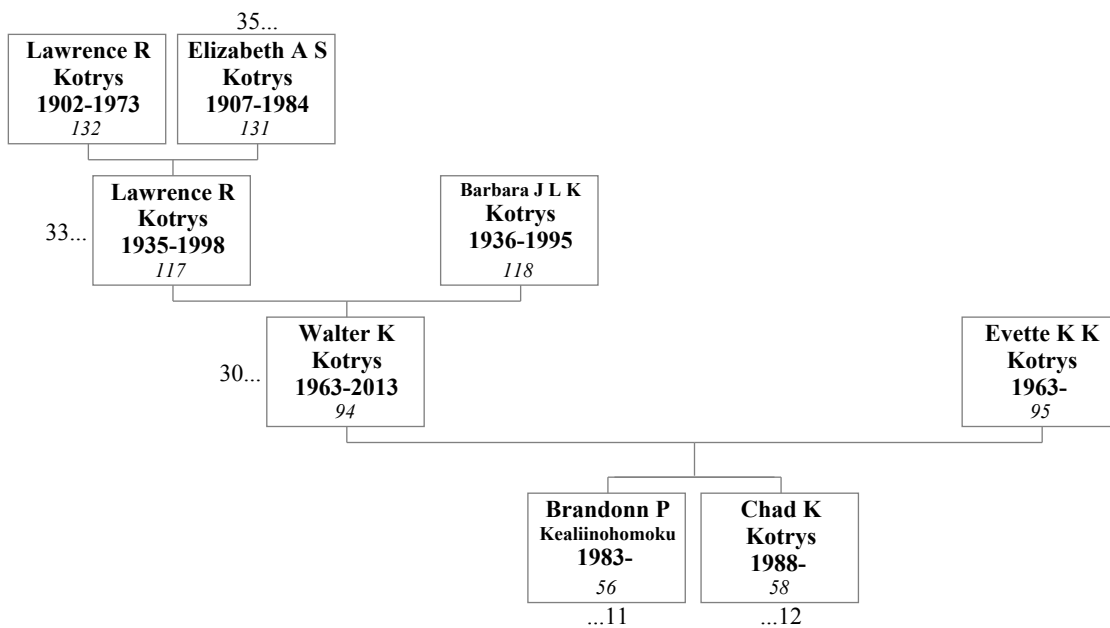 35...
Lawrence R
Kotrys
1902-1973
132
Elizabeth A S
Kotrys
1907-1984
131
33...
Lawrence R
Kotrys
1935-1998
117
Barbara J L K
Kotrys
1936-1995
118
30...
Walter K
Kotrys
1963-2013
94
Evette K K
Kotrys
1963-
95
Brandonn P
Kealiinohomoku
1983-
56
...11
Chad K
Kotrys
1988-
58
...12